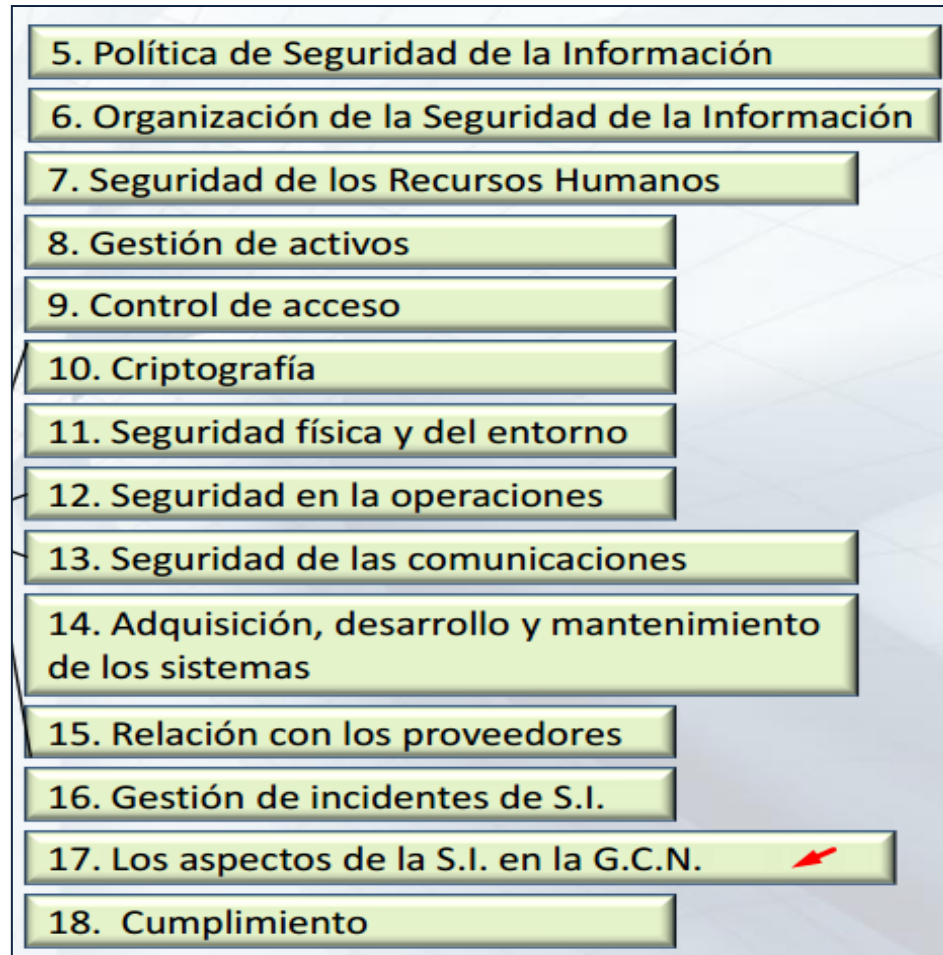 5. Política de Seguridad de la Información
6. Organización de la Seguridad de la Información
7. Seguridad de los Recursos Humanos
8. Gestión de activos
9. Control de acceso
10. Criptografía
11. Seguridad física y del entorno
12. Seguridad en la operaciones
13. Seguridad de las comunicaciones
14. Adquisición, desarrollo y mantenimiento
de los sistemas
15. Relación con los proveedores
16. Gestión de incidentes de S.I.
17. Los aspectos de la S.I. en la G.C.N.
18. Cumplimiento